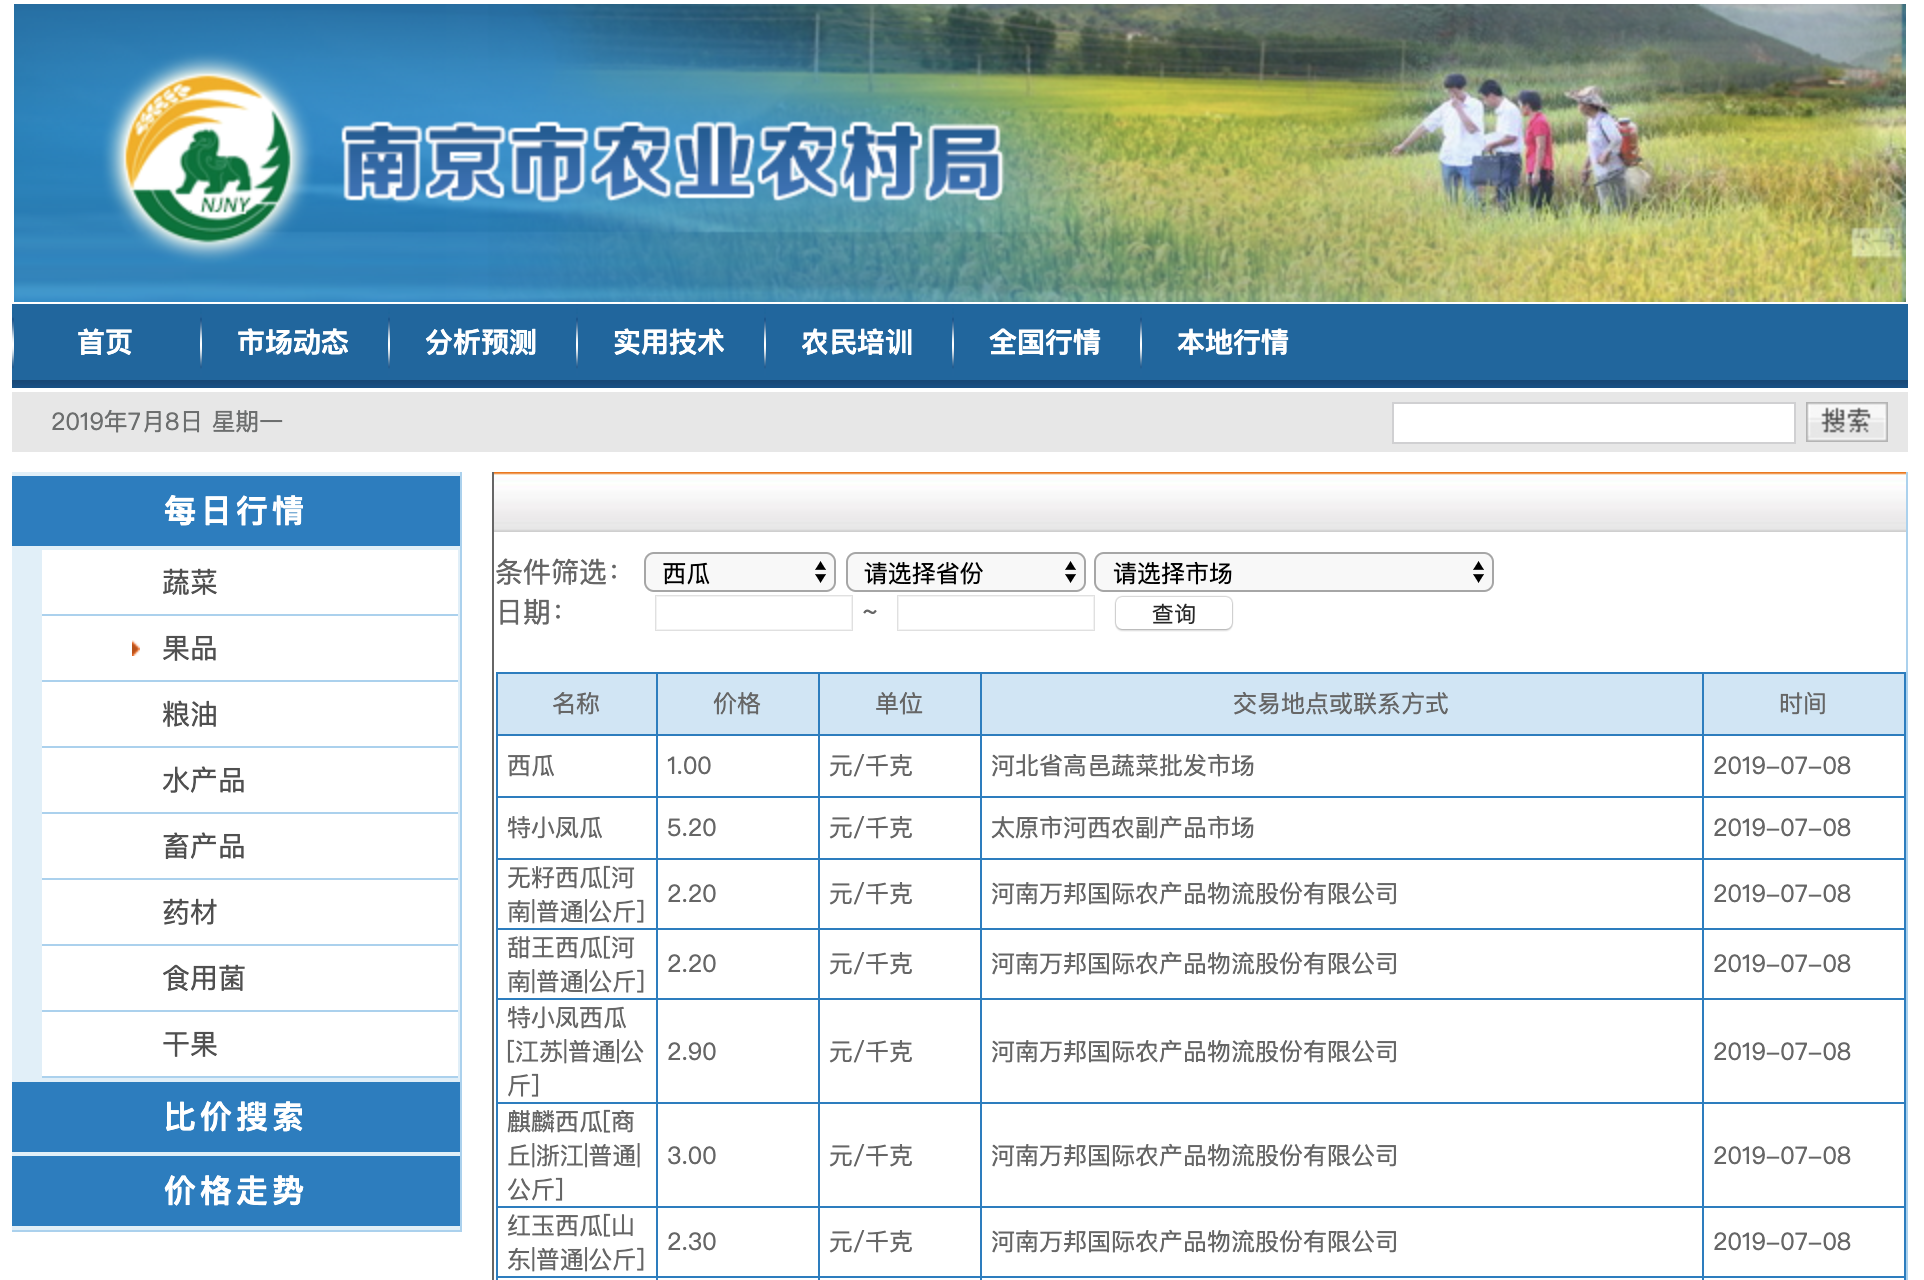 NJNY
南京市农业农村局
首页 市场动态 分析预测 实用技术 农民培训 全国行情 本地行情
2019年7月8日 星期一
搜索
每日行情
蔬菜
果品
粮油
水产品
畜产品
药材
食用菌
干果
比价搜索
价格走势
条件筛选： 西瓜 请选择省份 请选择市场
日期： ~ 查询
名称 价格 单位 交易地点或联系方式 时间
西瓜 1.00 元/千克 河北省高邑蔬菜批发市场 2019-07-08
特小凤瓜 5.20 元/千克 太原市河西农副产品市场 2019-07-08
无籽西瓜[河
南|普通|公斤] 2.20 元/千克 河南万邦国际农产品物流股份有限公司 2019-07-08
甜王西瓜[河
南|普通|公斤] 2.20 元/千克 河南万邦国际农产品物流股份有限公司 2019-07-08
特小凤西瓜
[江苏|普通|公
斤] 2.90 元/千克 河南万邦国际农产品物流股份有限公司 2019-07-08
麒麟西瓜[商
丘|浙江|普通|
公斤] 3.00 元/千克 河南万邦国际农产品物流股份有限公司 2019-07-08
红玉西瓜[山
东|普通|公斤] 2.30 元/千克 河南万邦国际农产品物流股份有限公司 2019-07-08